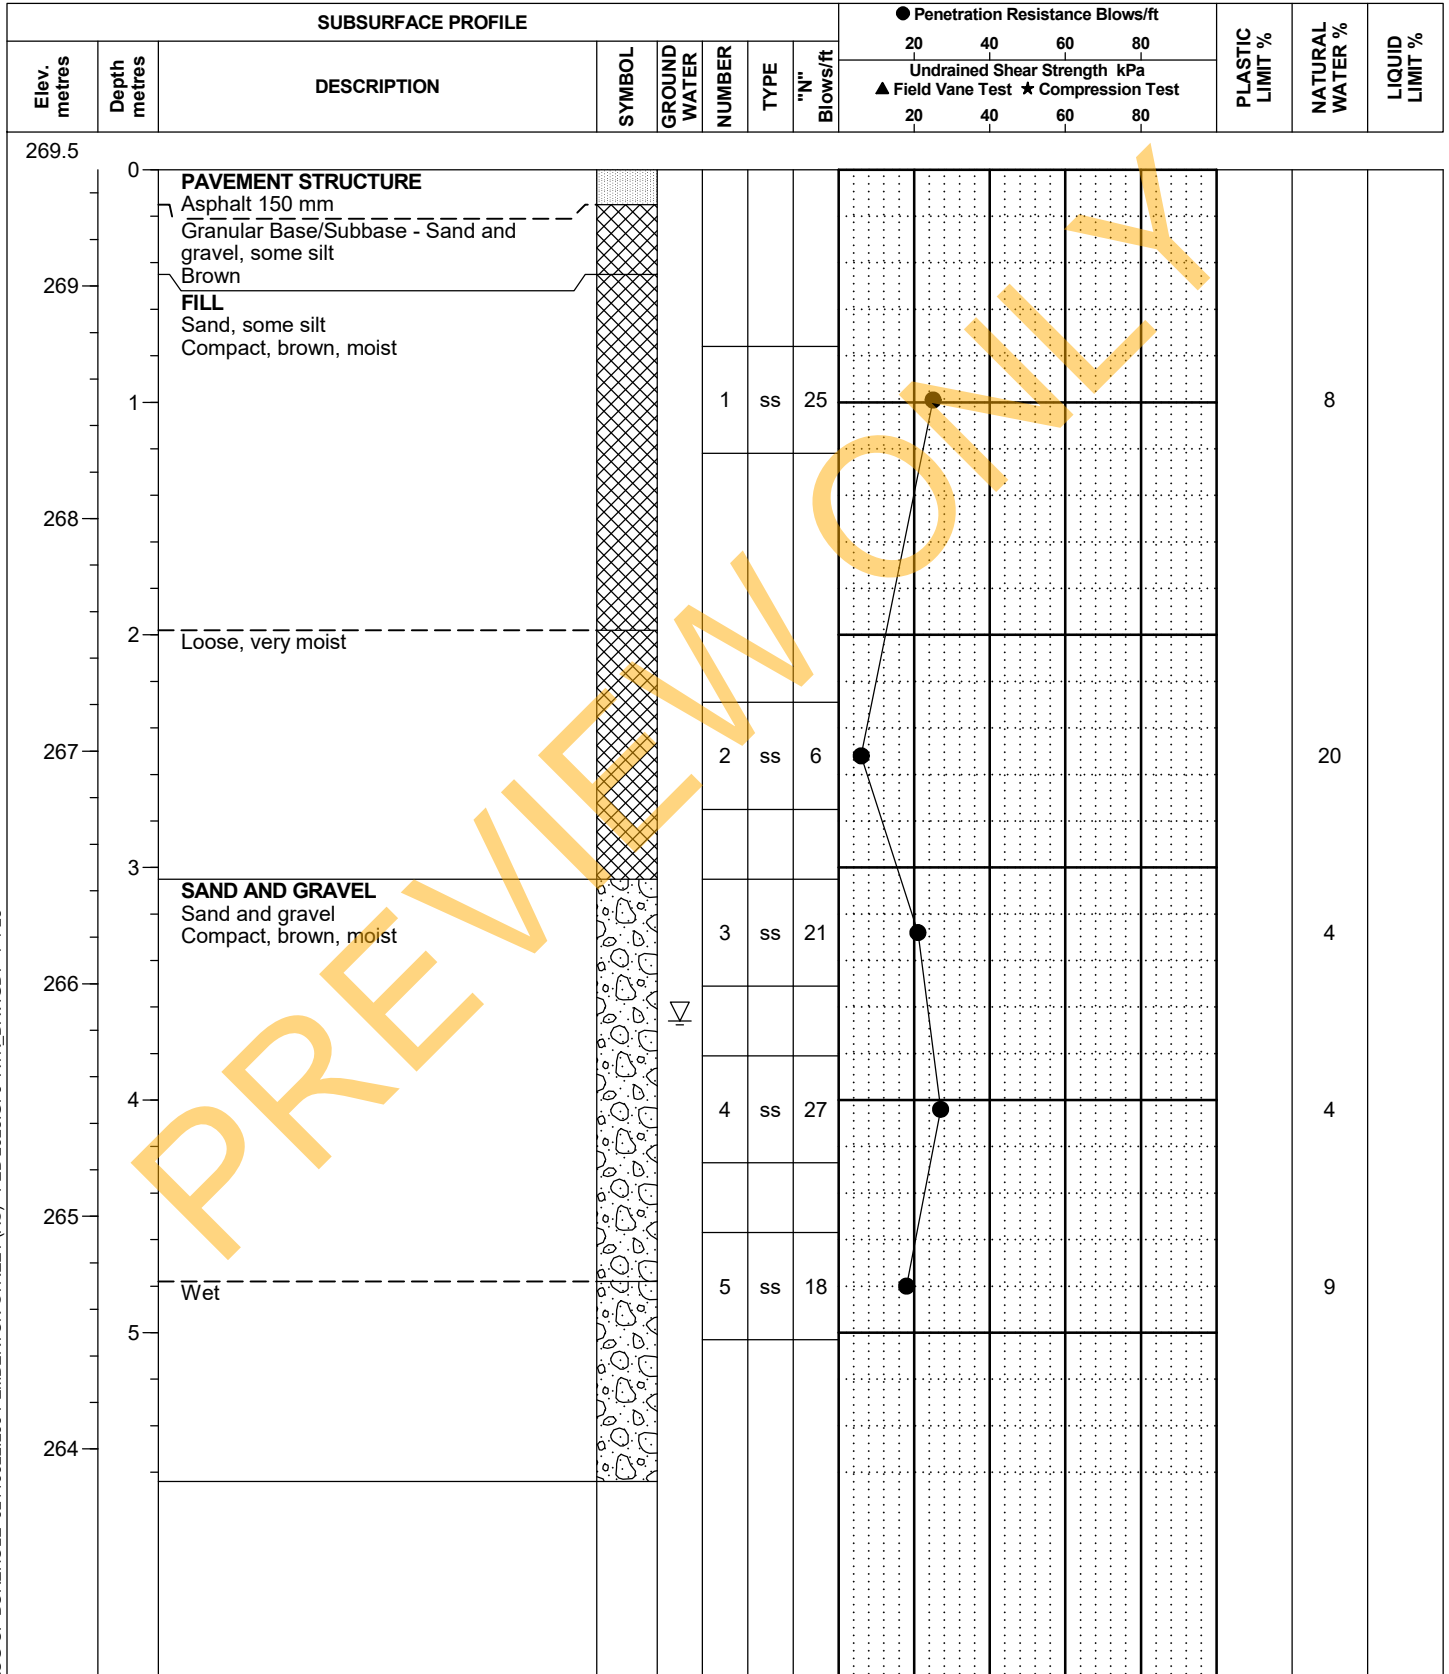 SUBSURFACE PROFILE
● Penetration Resistance Blows/ft
20 40 60 80
Undrained Shear Strength kPa
▲ Field Vane Test ★ Compression Test
20 40 60 80
Elev. metres
Depth metres
DESCRIPTION
SYMBOL
GROUND WATER
NUMBER
TYPE
"N" Blows/ft
PLASTIC LIMIT %
NATURAL WATER %
LIQUID LIMIT %
269.5
0
PAVEMENT STRUCTURE
Asphalt 150 mm
Granular Base/Subbase - Sand and
gravel, some silt
Brown
269
FILL
Sand, some silt
Compact, brown, moist
1
1 ss 25 8
268
2
Loose, very moist
267
2 ss 6 20
3
SAND AND GRAVEL
Sand and gravel
Compact, brown, moist
3 ss 21 4
266
4
4 ss 27 4
265
Wet
5 ss 18 9
5
264
PREVIEW ONLY